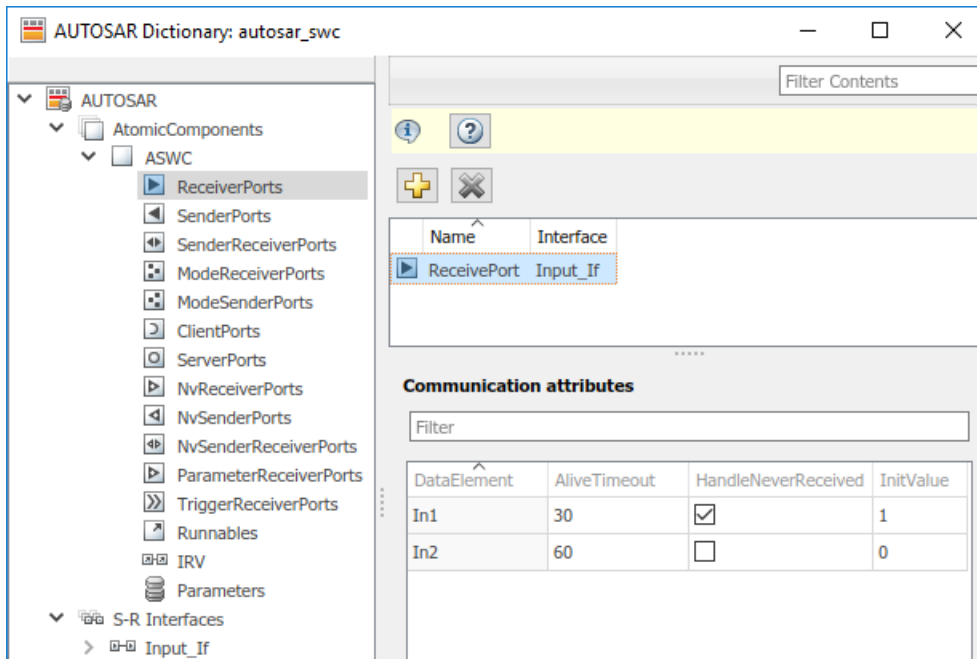 AUTOSAR Dictionary: autosar_swc
AUTOSAR
AtomicComponents
ASWC
ReceiverPorts
SenderPorts
SenderReceiverPorts
ModeReceiverPorts
ModeSenderPorts
ClientPorts
ServerPorts
NvReceiverPorts
NvSenderPorts
NvSenderReceiverPorts
ParameterReceiverPorts
TriggerReceiverPorts
Runnables
IRV
Parameters
S-R Interfaces
Input_If
Filter Contents
Name Interface
ReceivePort Input_If
Communication attributes
Filter
DataElement AliveTimeout HandleNeverReceived InitValue
In1 30 1
In2 60 0